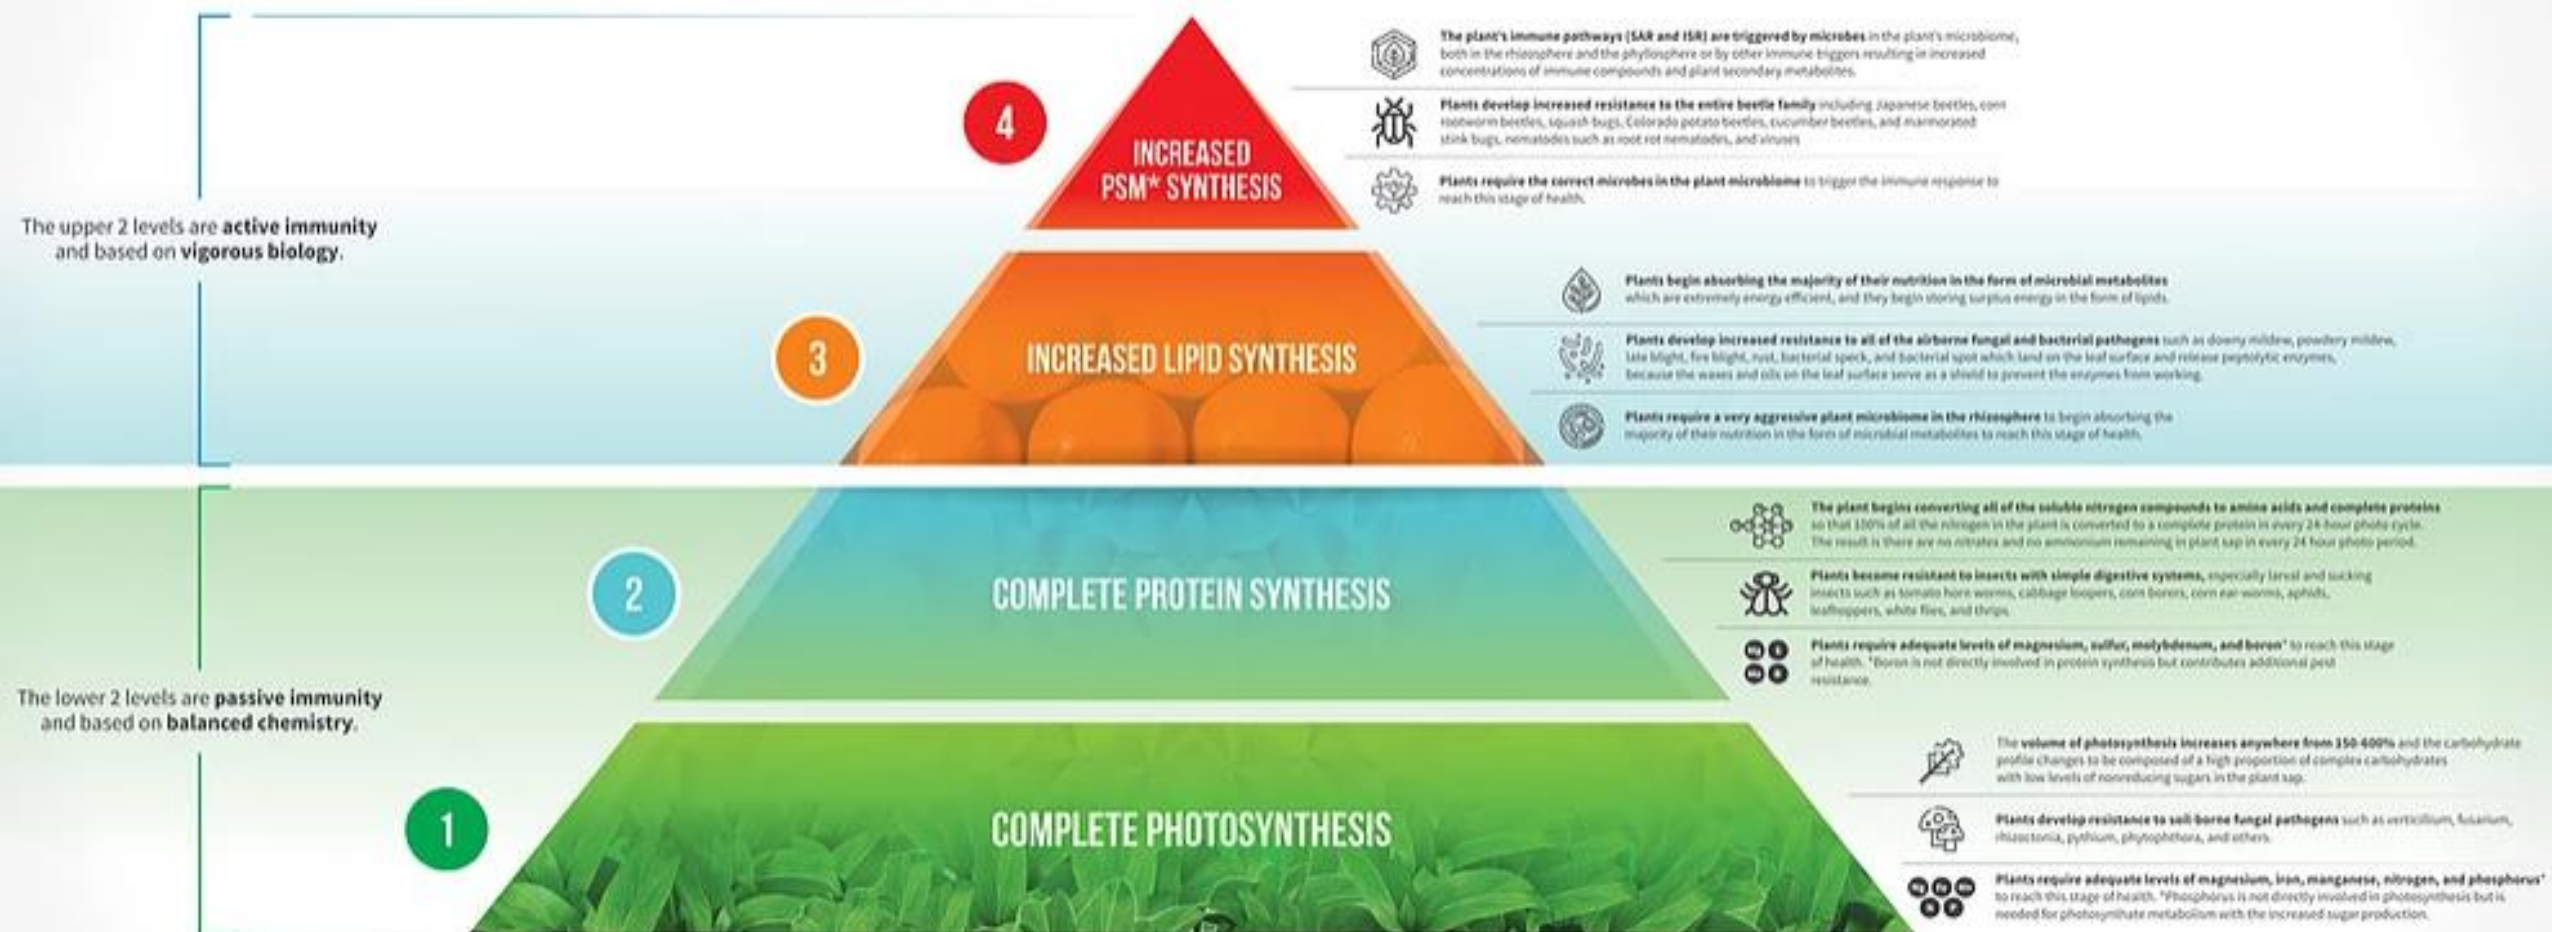 The upper 2 levels are active immunity
and based on vigorous biology.
The lower 2 levels are passive immunity
and based on balanced chemistry.
4
INCREASED
PSM* SYNTHESIS
The plant's immune pathways (SAR and ISR) are triggered by microbes in the plant's microbiome,
both in the rhizosphere and the phyllosphere or by other immune triggers resulting in increased
concentrations of immune compounds and plant secondary metabolites.
Plants develop increased resistance to the entire beetle family including Japanese beetles, corn
rootworm beetles, squash bugs, Colorado potato beetles, cucumber beetles, and marmorated
stink bugs, nematodes such as root rot nematodes, and viruses
Plants require the correct microbes in the plant microbiome to trigger the immune response to
reach this stage of health.
3
INCREASED LIPID SYNTHESIS
Plants begin absorbing the majority of their nutrition in the form of microbial metabolites
which are extremely energy efficient, and they begin storing surplus energy in the form of lipids.
Plants develop increased resistance to all of the airborne fungal and bacterial pathogens such as downy mildew, powdery mildew,
late blight, fire blight, rust, bacterial speck, and bacterial spot which land on the leaf surface and release peptolytic enzymes,
because the waxes and oils on the leaf surface serve as a shield to prevent the enzymes from working.
Plants require a very aggressive plant microbiome in the rhizosphere to begin absorbing the
majority of their nutrition in the form of microbial metabolites to reach this stage of health.
2
COMPLETE PROTEIN SYNTHESIS
The plant begins converting all of the soluble nitrogen compounds to amino acids and complete proteins
so that 100% of all the nitrogen in the plant is converted to a complete protein in every 24-hour photo cycle.
The result is there are no nitrates and no ammonium remaining in plant sap in every 24 hour photo period.
Plants become resistant to insects with simple digestive systems, especially larval and sucking
insects such as tomato horn worms, cabbage loopers, corn borers, corn ear worms, aphids,
leafhoppers, white flies, and thrips.
Plants require adequate levels of magnesium, sulfur, molybdenum, and boron* to reach this stage
of health. *Boron is not directly involved in protein synthesis but contributes additional pest
resistance.
1
COMPLETE PHOTOSYNTHESIS
The volume of photosynthesis increases anywhere from 150-600% and the carbohydrate
profile changes to be composed of a high proportion of complex carbohydrates
with low levels of nonreducing sugars in the plant sap.
Plants develop resistance to soil-borne fungal pathogens such as verticillium, fusarium,
rhizoctonia, pythium, phytophthora, and others.
Plants require adequate levels of magnesium, iron, manganese, nitrogen, and phosphorus*
to reach this stage of health. *Phosphorus is not directly involved in photosynthesis but is
needed for photosynthate metabolism with the increased sugar production.